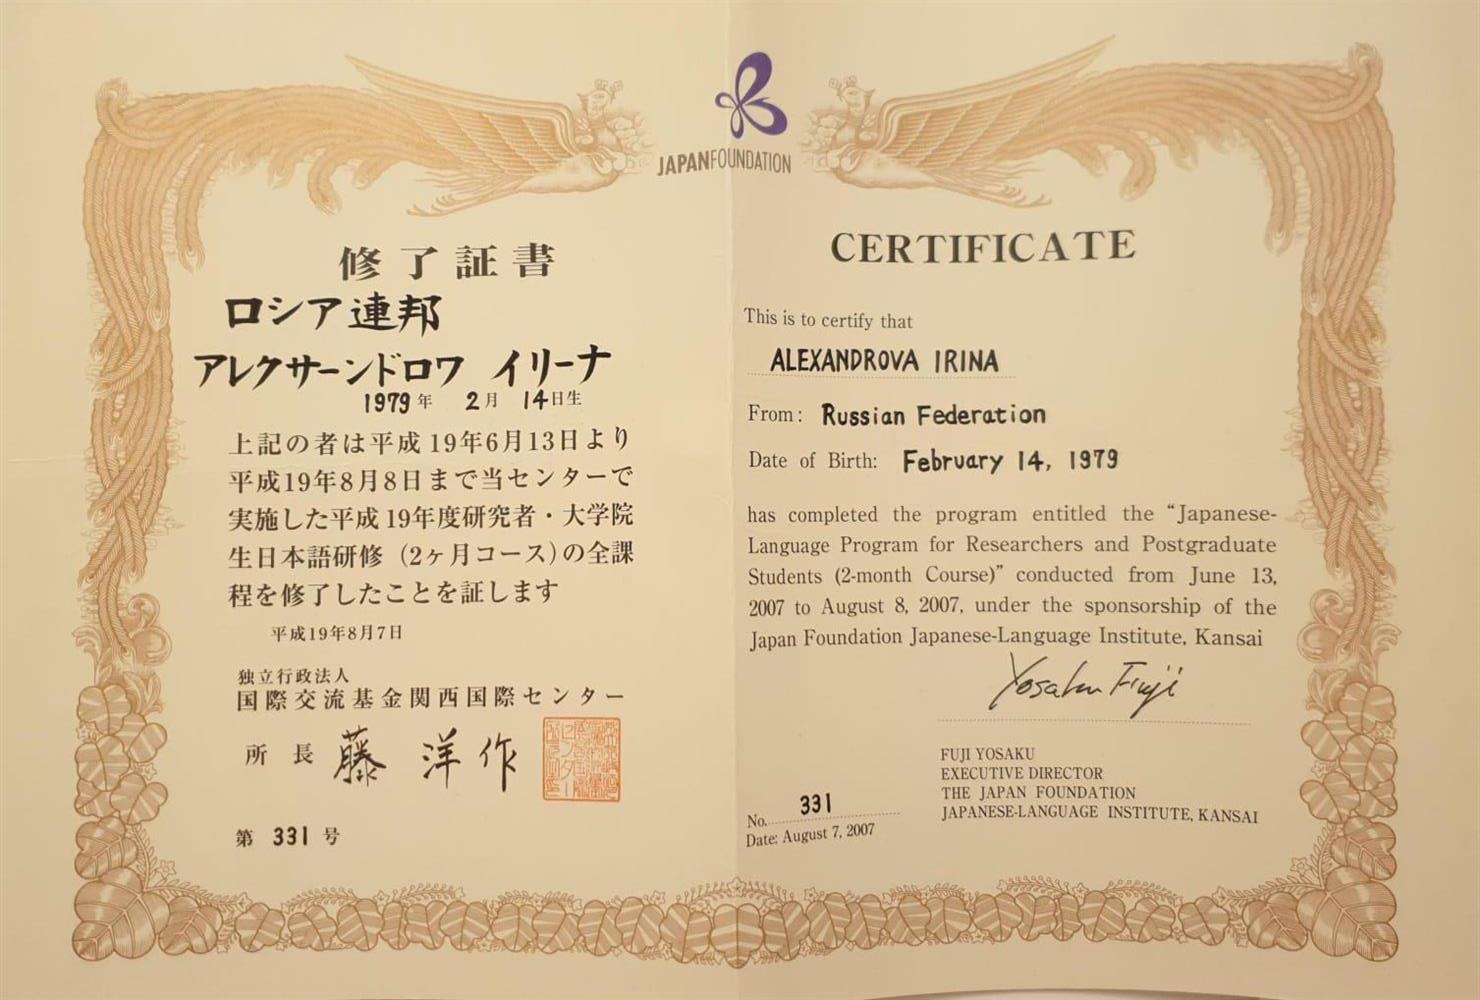 JAPANFOUNDATION
修了証書
ロシア連邦
アレクサーンドロワ イリーナ
1979年 2月 14日生
上記の者は平成19年6月13日より
平成19年8月8日まで当センターで
実施した平成19年度研究者・大学院
生日本語研修（2ヶ月コース）の全課
程を修了したことを証します
平成19年8月7日
独立行政法人
国際交流基金関西国際センター
所長 藤 洋作
第 331 号
CERTIFICATE
This is to certify that
ALEXANDROVA IRINA
From: Russian Federation
Date of Birth: February 14, 1979
has completed the program entitled the “Japanese-
Language Program for Researchers and Postgraduate
Students (2-month Course)” conducted from June 13,
2007 to August 8, 2007, under the sponsorship of the
Japan Foundation Japanese-Language Institute, Kansai
Yosaku Fuji
FUJI YOSAKU
EXECUTIVE DIRECTOR
THE JAPAN FOUNDATION
JAPANESE-LANGUAGE INSTITUTE, KANSAI
No. 331
Date: August 7, 2007